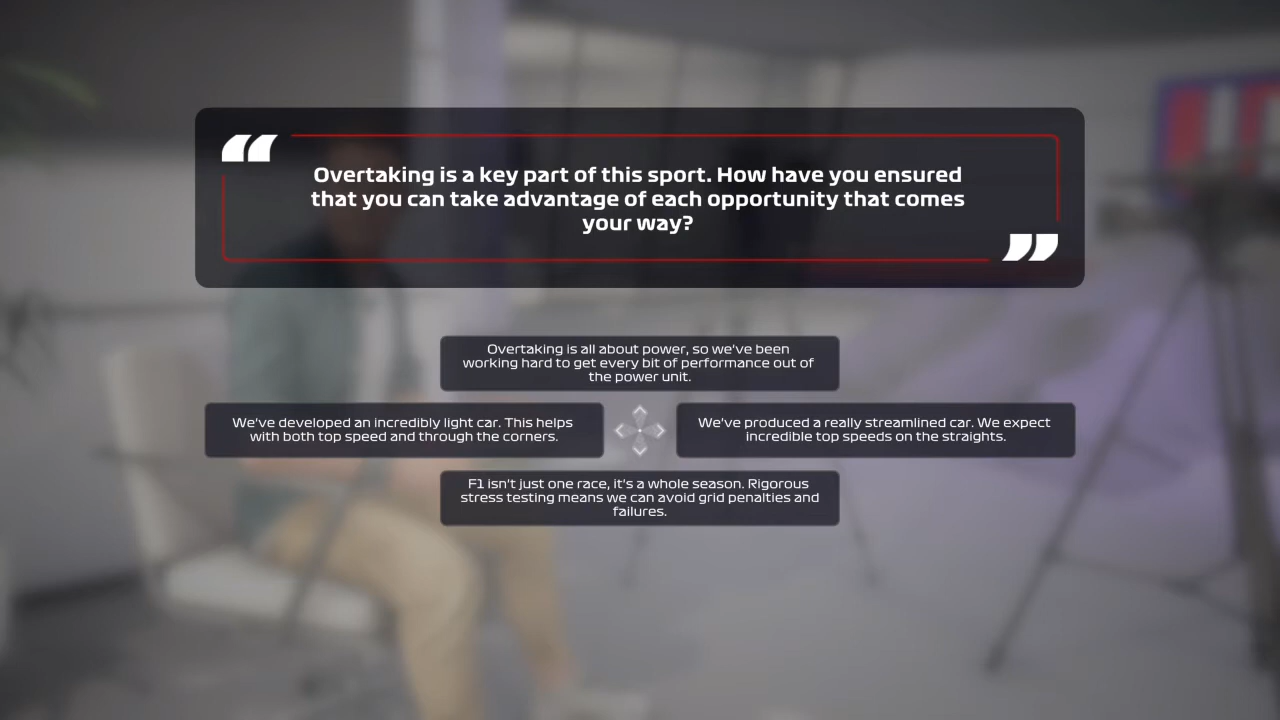 Overtaking is a key part of this sport. How have you ensured
that you can take advantage of each opportunity that comes
your way?
Overtaking is all about power, so we've been
working hard to get every bit of performance out of
the power unit.
We've developed an incredibly light car. This helps
with both top speed and through the corners.
We've produced a really streamlined car. We expect
incredible top speeds on the straights.
F1 isn't just one race, it's a whole season. Rigorous
stress testing means we can avoid grid penalties and
failures.